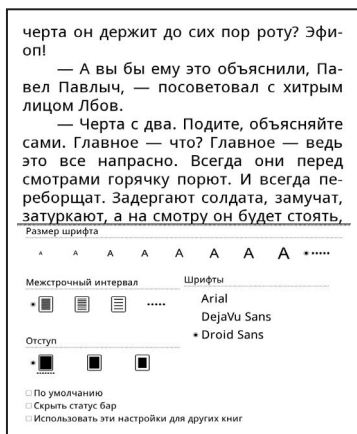 черта он держит до сих пор роту? Эфи-
оп!
— А вы бы ему это объяснили, Па-
вел Павлыч, — посоветовал с хитрым
лицом Лбов.
— Черта с два. Подите, объясняйте
сами. Главное — что? Главное — ведь
это все напрасно. Всегда они перед
смотрами горячку порют. И всегда пе-
реборщат. Задергают солдата, замучат,
затуркают, а на смотру он будет стоять,
Размер шрифта
A A A A A A A A
Межстрочный интервал
Шрифты
Arial
DejaVu Sans
Droid Sans
Отступ
По умолчанию
Скрыть статус бар
Использовать эти настройки для других книг